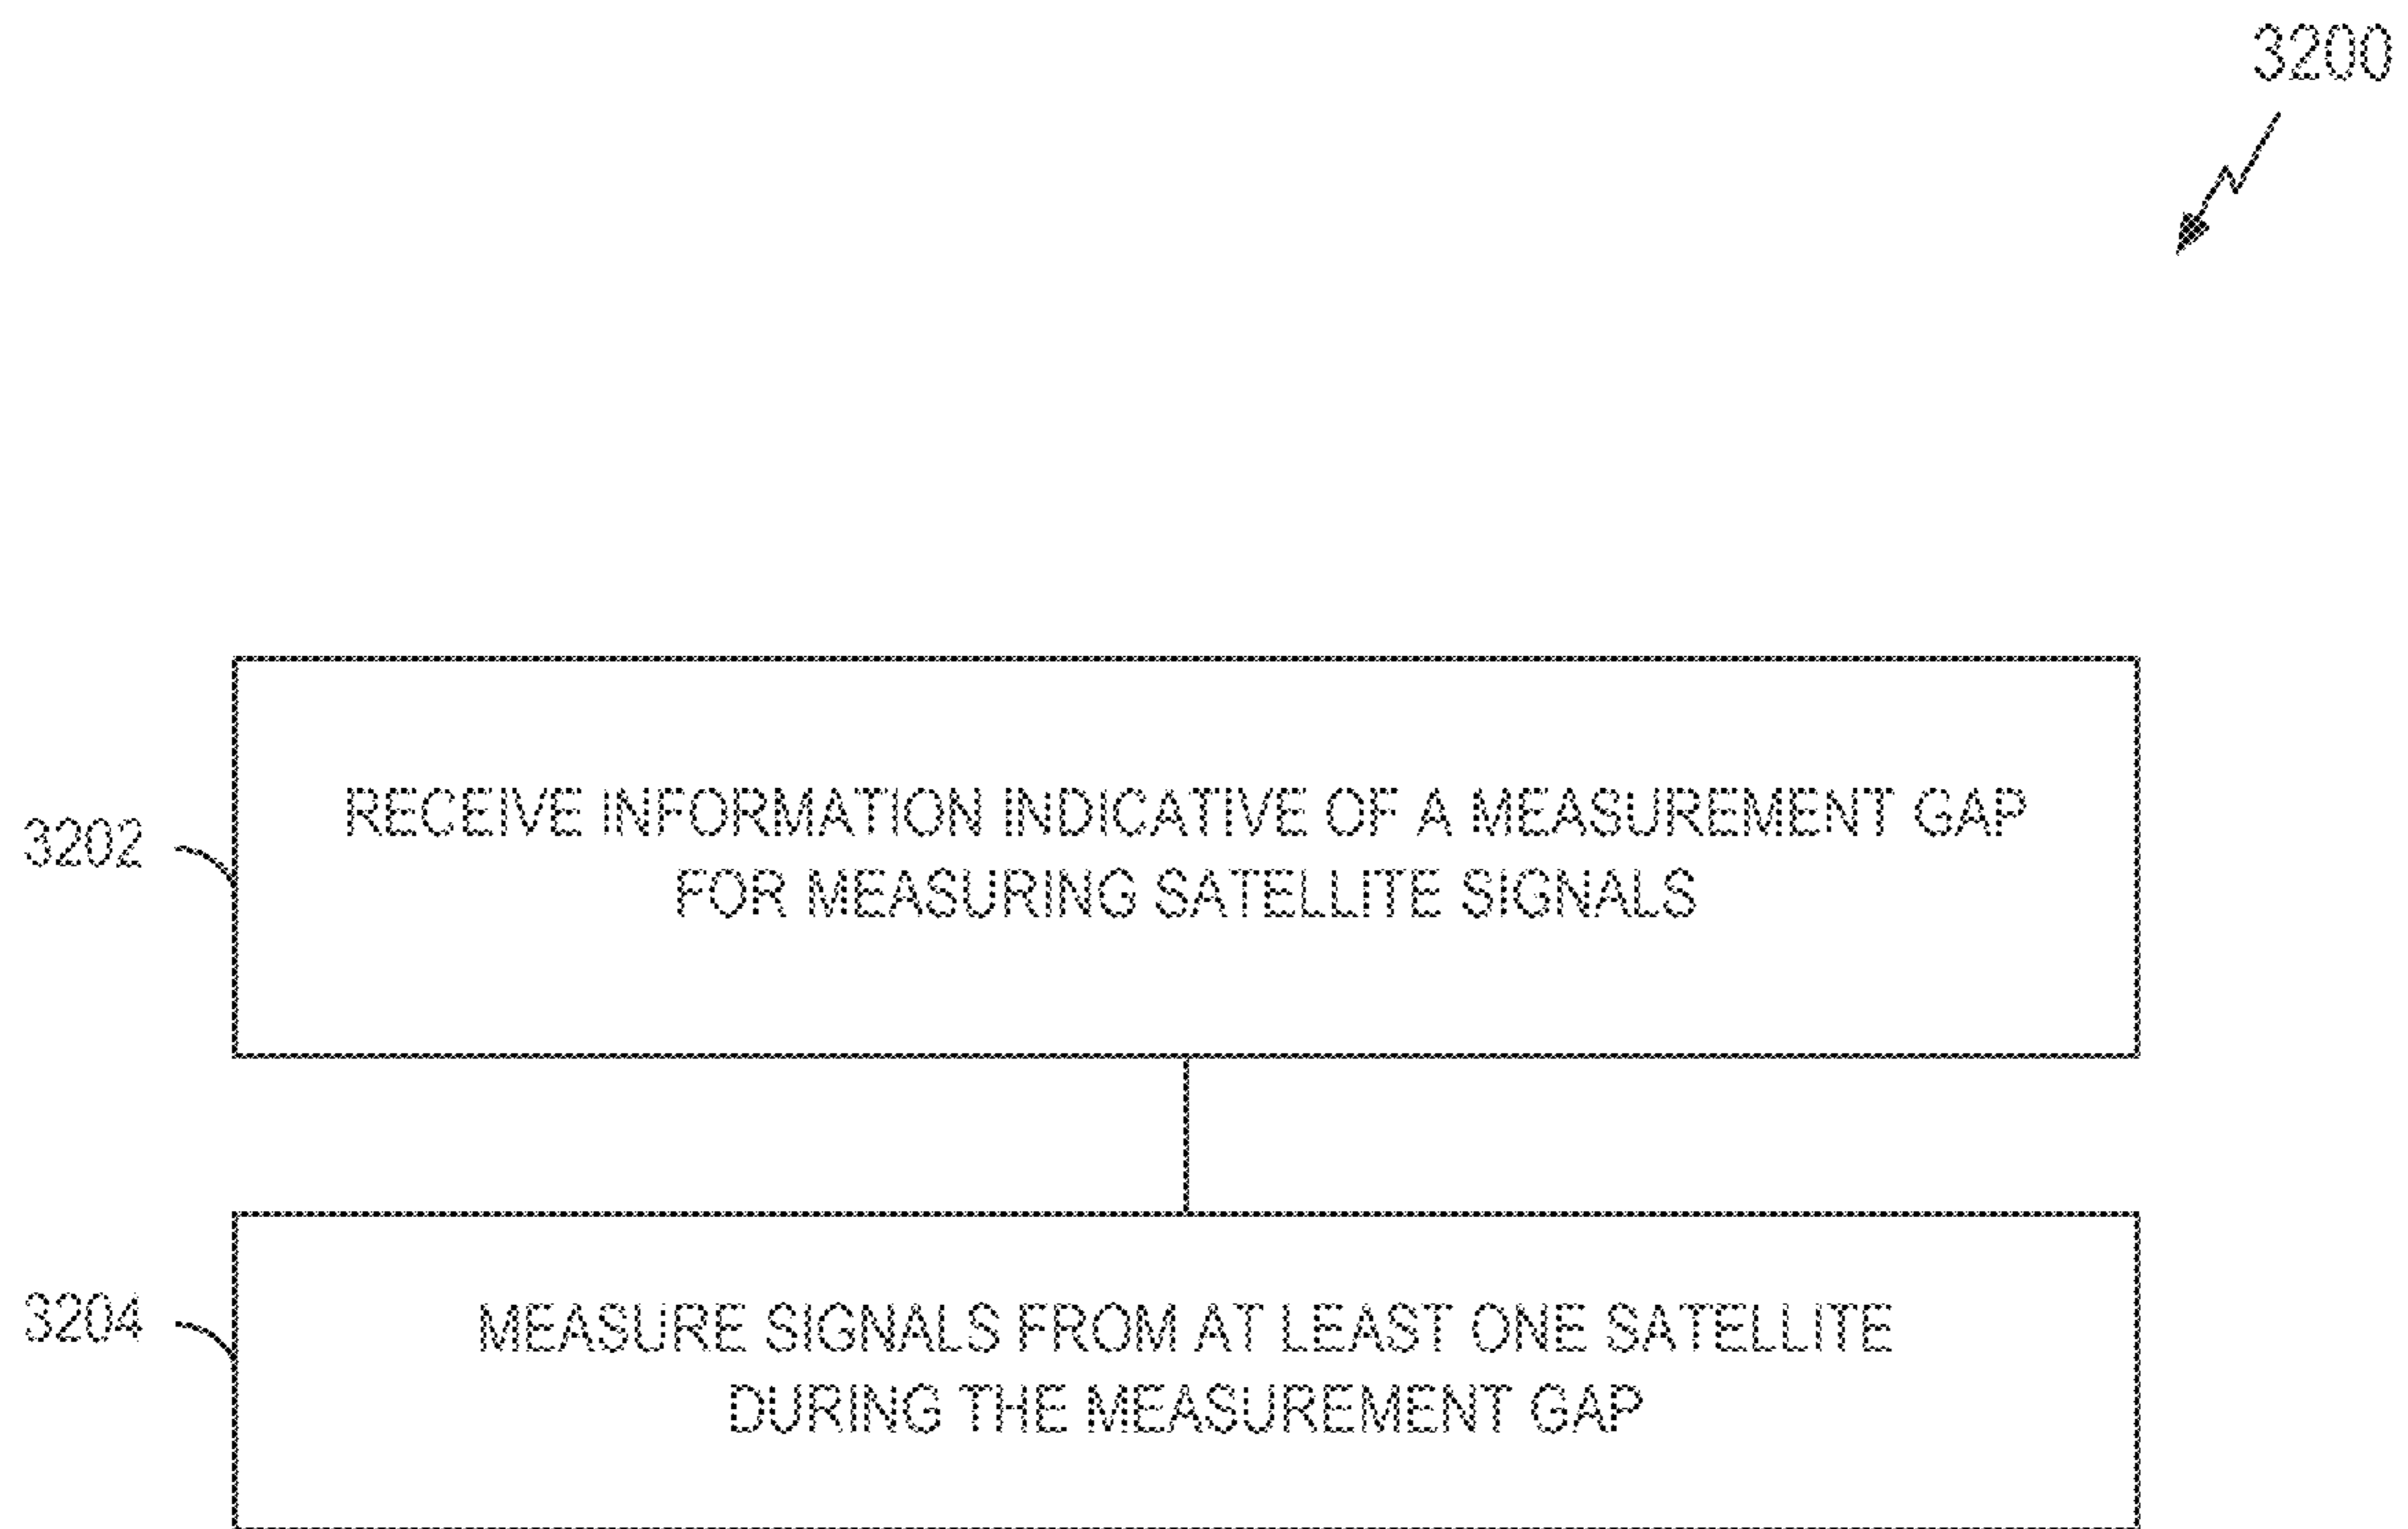 3200
3202
RECEIVE INFORMATION INDICATIVE OF A MEASUREMENT GAP
FOR MEASURING SATELLITE SIGNALS
3204
MEASURE SIGNALS FROM AT LEAST ONE SATELLITE
DURING THE MEASUREMENT GAP